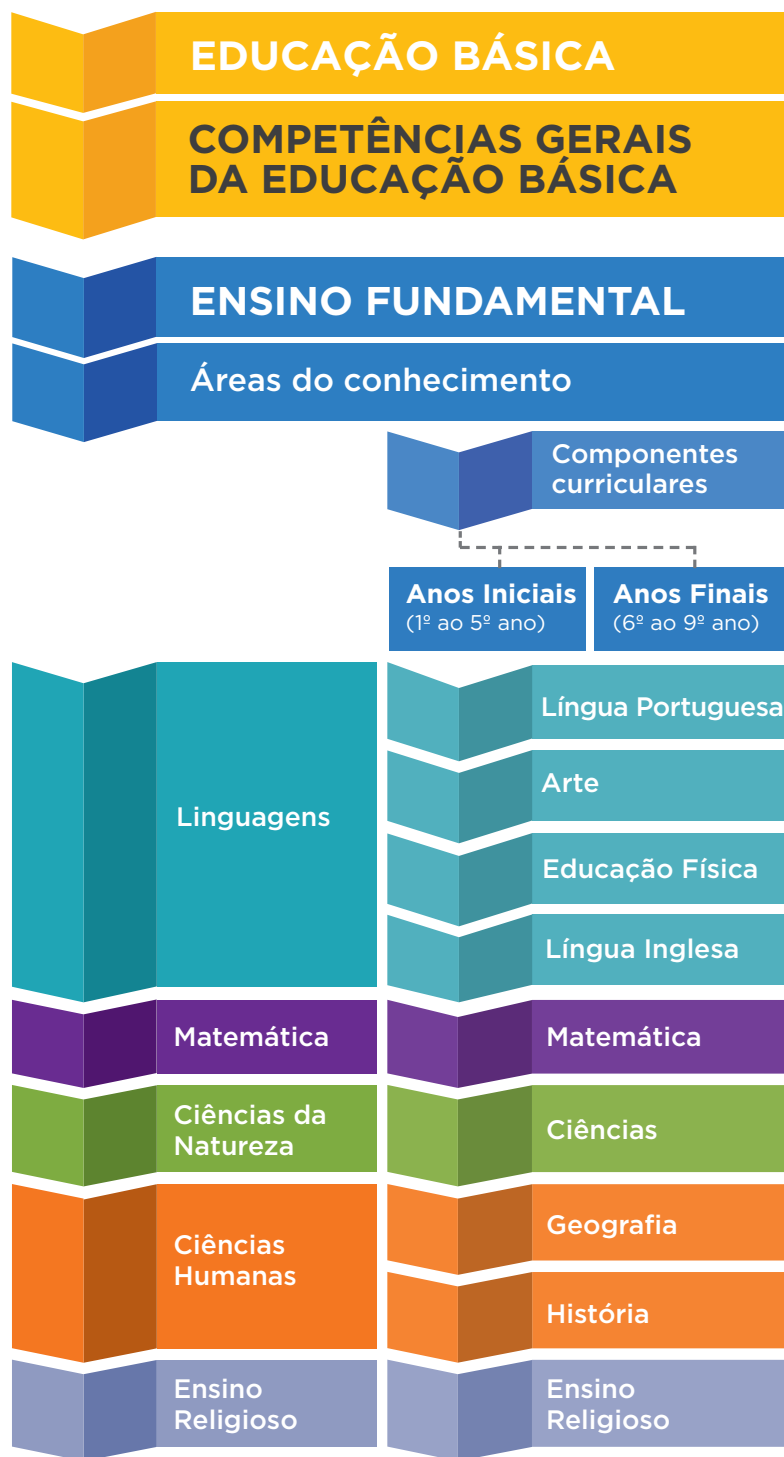 EDUCAÇÃO BÁSICA
COMPETÊNCIAS GERAIS
DA EDUCAÇÃO BÁSICA
ENSINO FUNDAMENTAL
Áreas do conhecimento
Componentes
curriculares
Anos Iniciais
(1º ao 5º ano)
Anos Finais
(6º ao 9º ano)
Linguagens
Língua Portuguesa
Arte
Educação Física
Língua Inglesa
Matemática
Matemática
Ciências da
Natureza
Ciências
Ciências
Humanas
Geografia
História
Ensino
Religioso
Ensino
Religioso